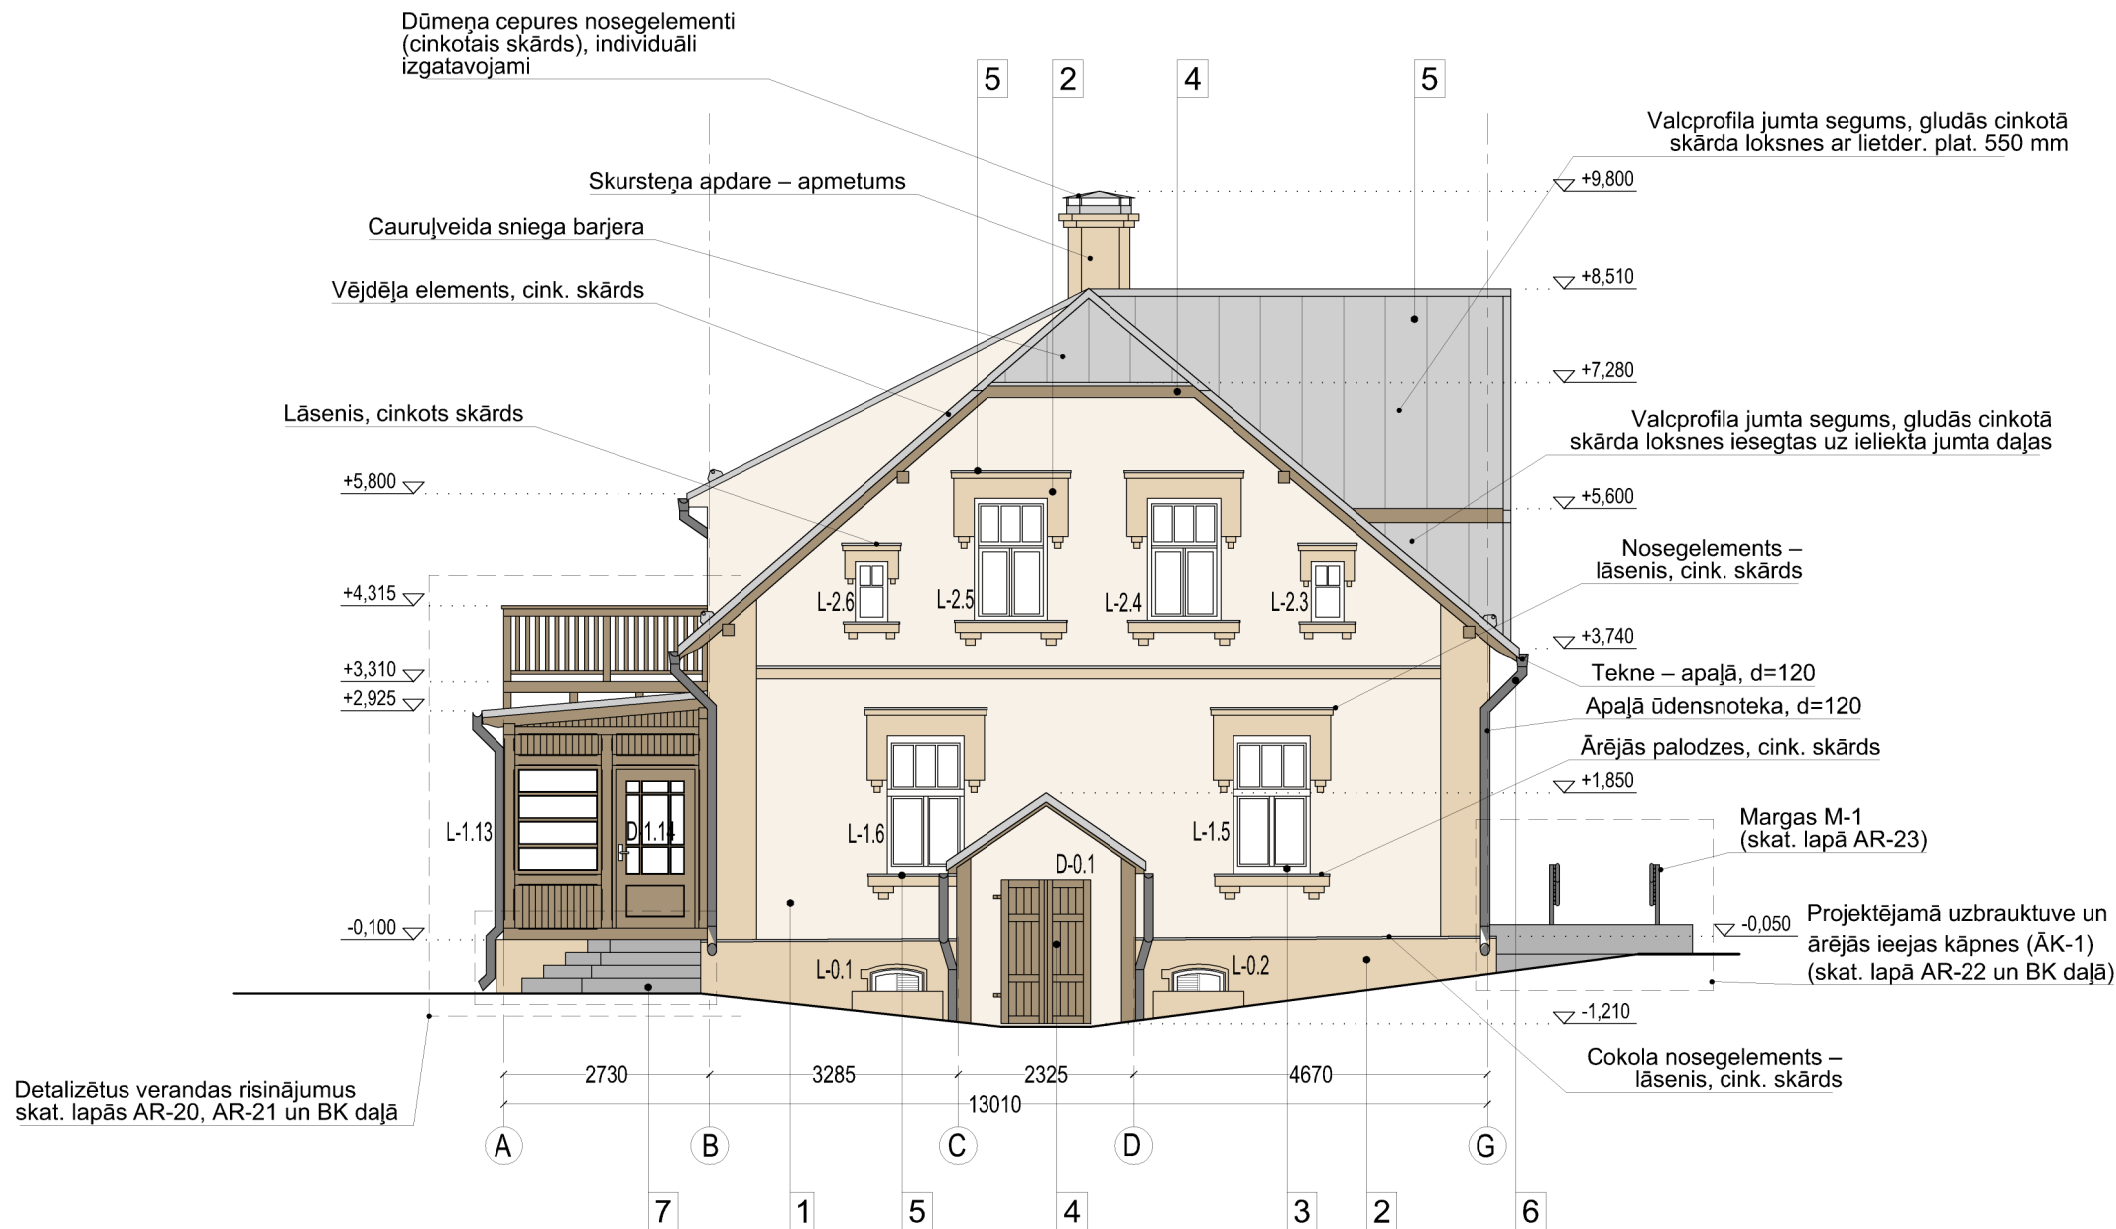 Dūmeņa cepures nosegelementi
(cinkotais skārds), individuāli
izgatavojami
5
2
4
5
Valcprofila jumta segums, gludās cinkotā
skārda loksnes ar lietder. plat. 550 mm
Skursteņa apdare – apmetums
+9,800
Cauruļveida sniega barjera
Vējdēļa elements, cink. skārds
+8,510
+7,280
Lāsenis, cinkots skārds
Valcprofila jumta segums, gludās cinkotā
skārda loksnes iesegtas uz ieliekta jumta daļas
+5,800
+5,600
Nosegelements –
lāsenis, cink. skārds
+4,315
L-2.6
L-2.5
L-2.4
L-2.3
+3,740
+3,310
Tekne – apaļā, d=120
+2,925
Apaļā ūdensnoteka, d=120
Ārējās palodzes, cink. skārds
+1,850
L-1.13
D-1.14
L-1.6
L-1.5
D-0.1
Margas M-1
(skat. lapā AR-23)
-0,100
-0,050
Projektējamā uzbrauktuve un
ārējās ieejas kāpnes (ĀK-1)
(skat. lapā AR-22 un BK daļā)
L-0.1
L-0.2
-1,210
Cokola nosegelements –
lāsenis, cink. skārds
2730
3285
2325
4670
Detalizētus verandas risinājumus
skat. lapās AR-20, AR-21 un BK daļā
13010
A
B
C
D
G
7
1
5
4
3
2
6